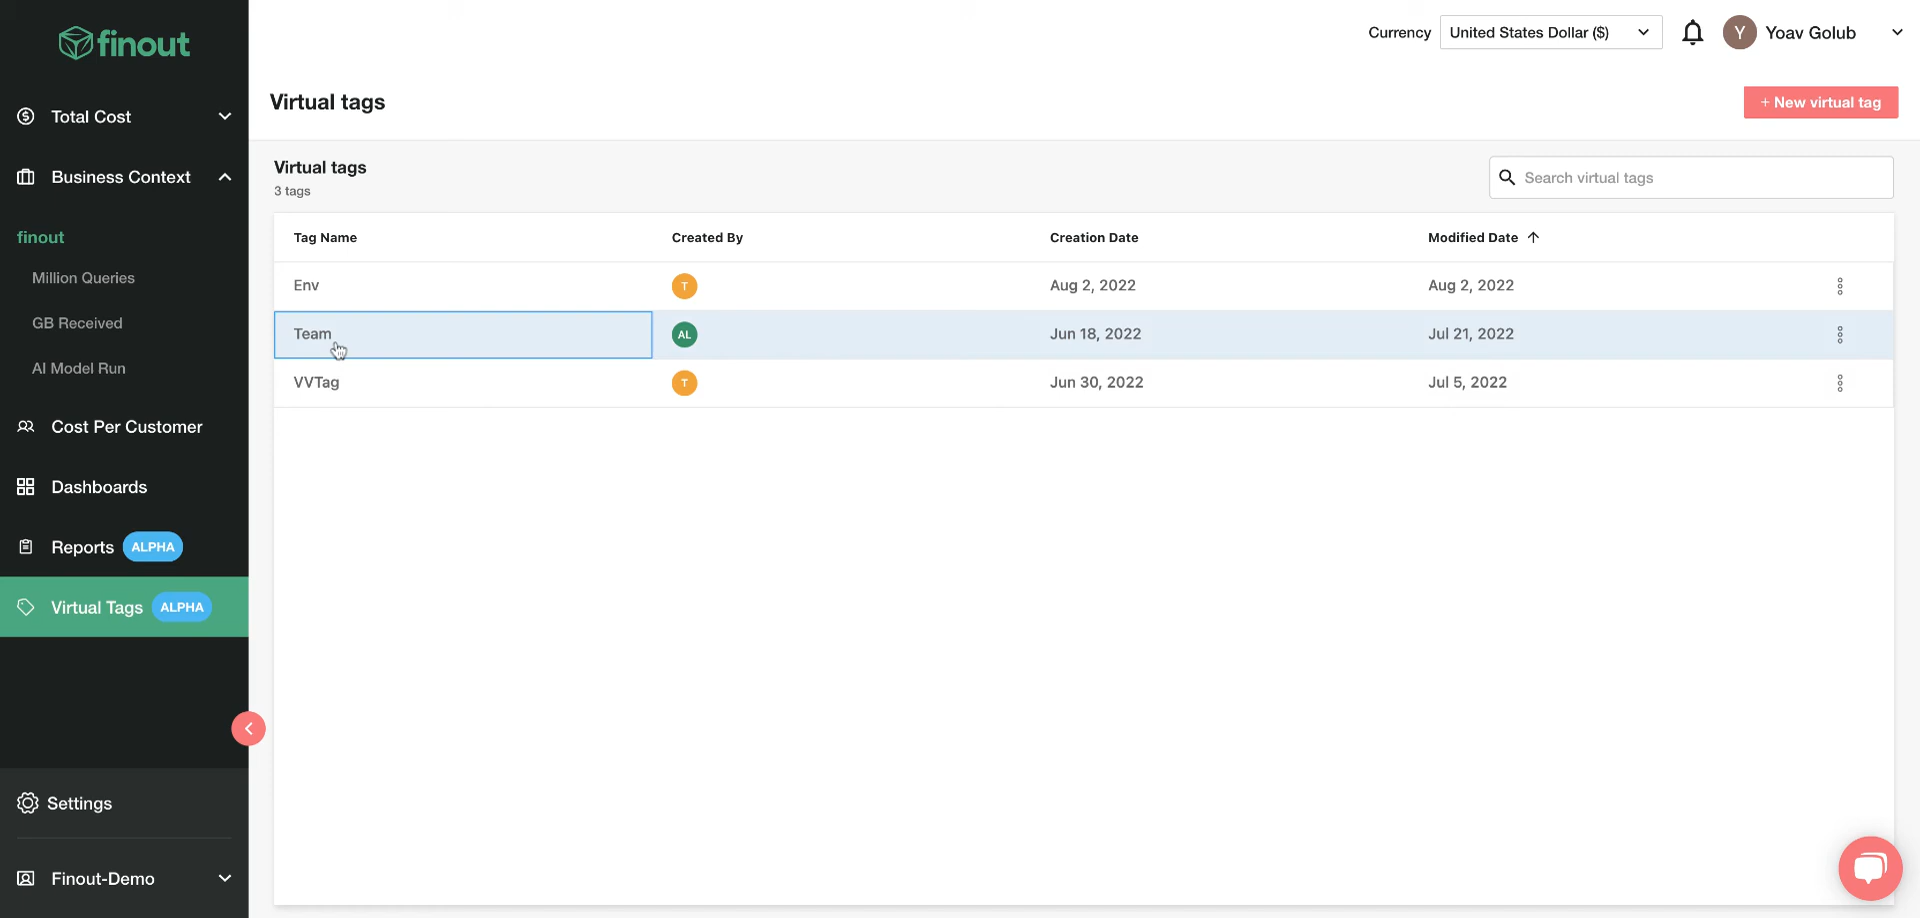 finout
Total Cost
Business Context
finout
Million Queries
GB Received
AI Model Run
Cost Per Customer
Dashboards
Reports ALPHA
Virtual Tags ALPHA
Settings
Finout-Demo
Currency United States Dollar ($) Y Yoav Golub
Virtual tags + New virtual tag
Virtual tags
3 tags
Search virtual tags
Tag Name Created By Creation Date Modified Date
Env T Aug 2, 2022 Aug 2, 2022
Team AL Jun 18, 2022 Jul 21, 2022
VVTag T Jun 30, 2022 Jul 5, 2022